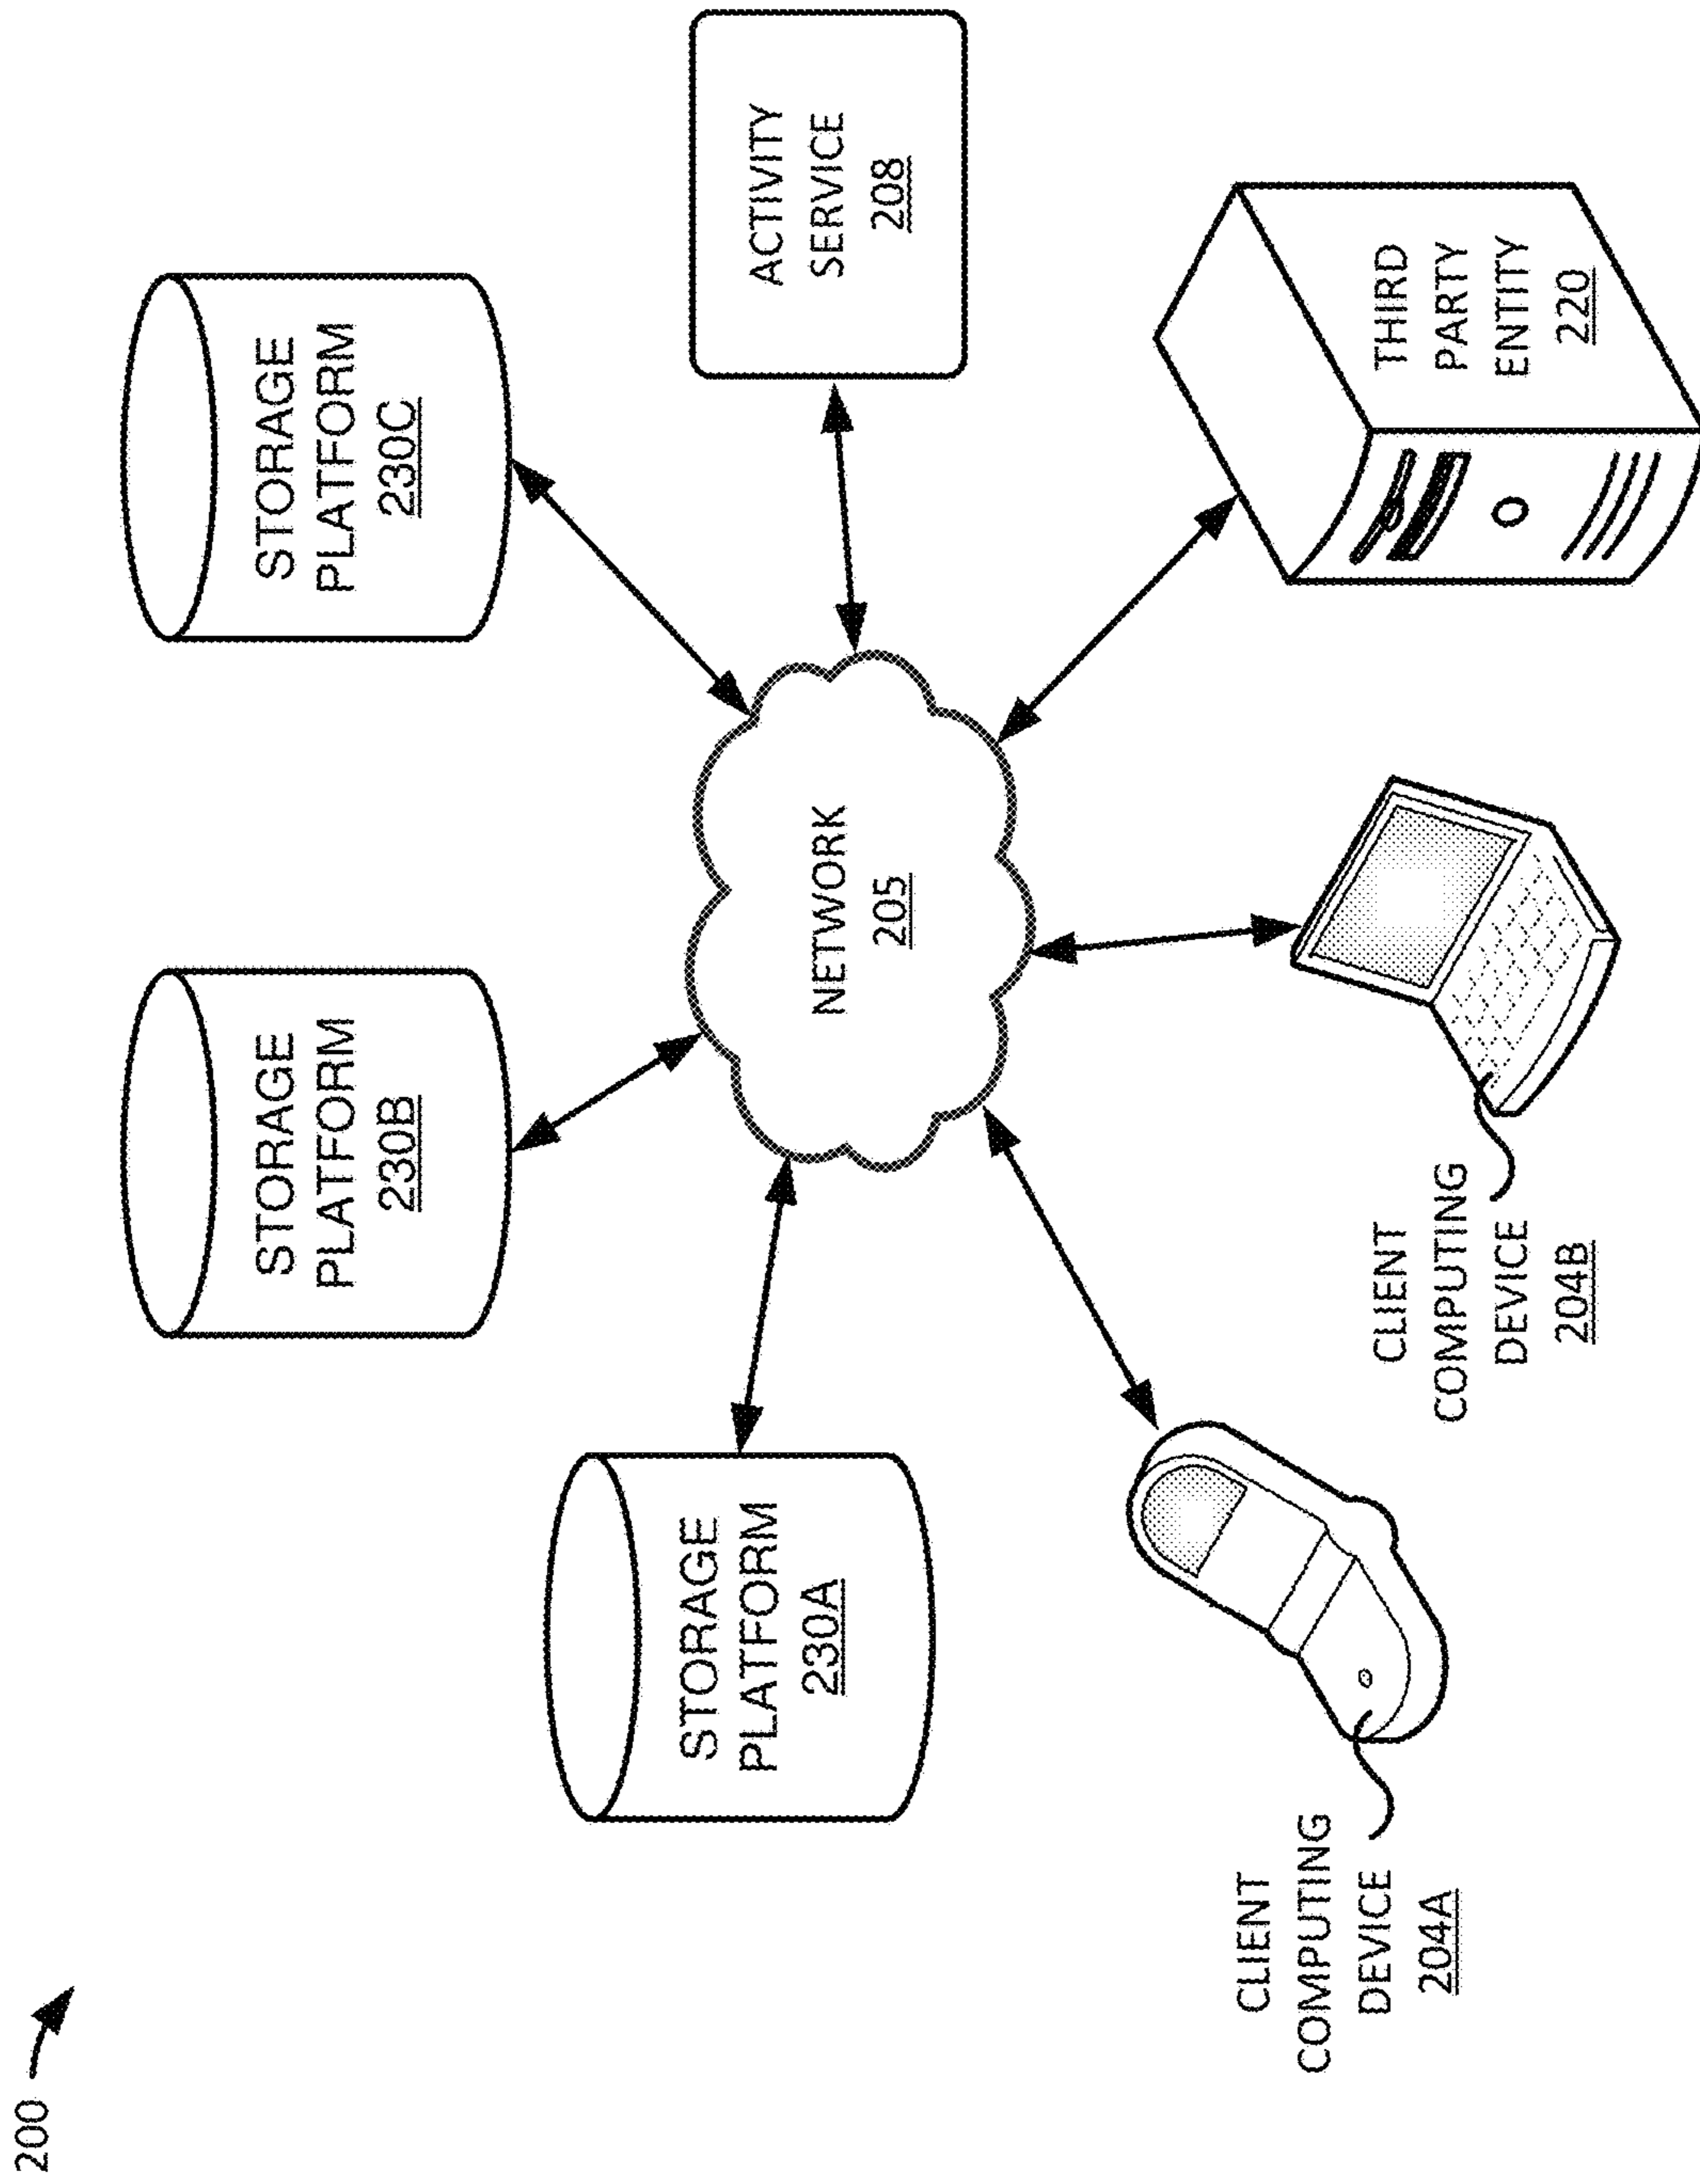 200
STORAGE
PLATFORM
230A
STORAGE
PLATFORM
230B
STORAGE
PLATFORM
230C
NETWORK
205
ACTIVITY
SERVICE
208
CLIENT
COMPUTING
DEVICE
204A
CLIENT
COMPUTING
DEVICE
204B
THIRD
PARTY
ENTITY
220